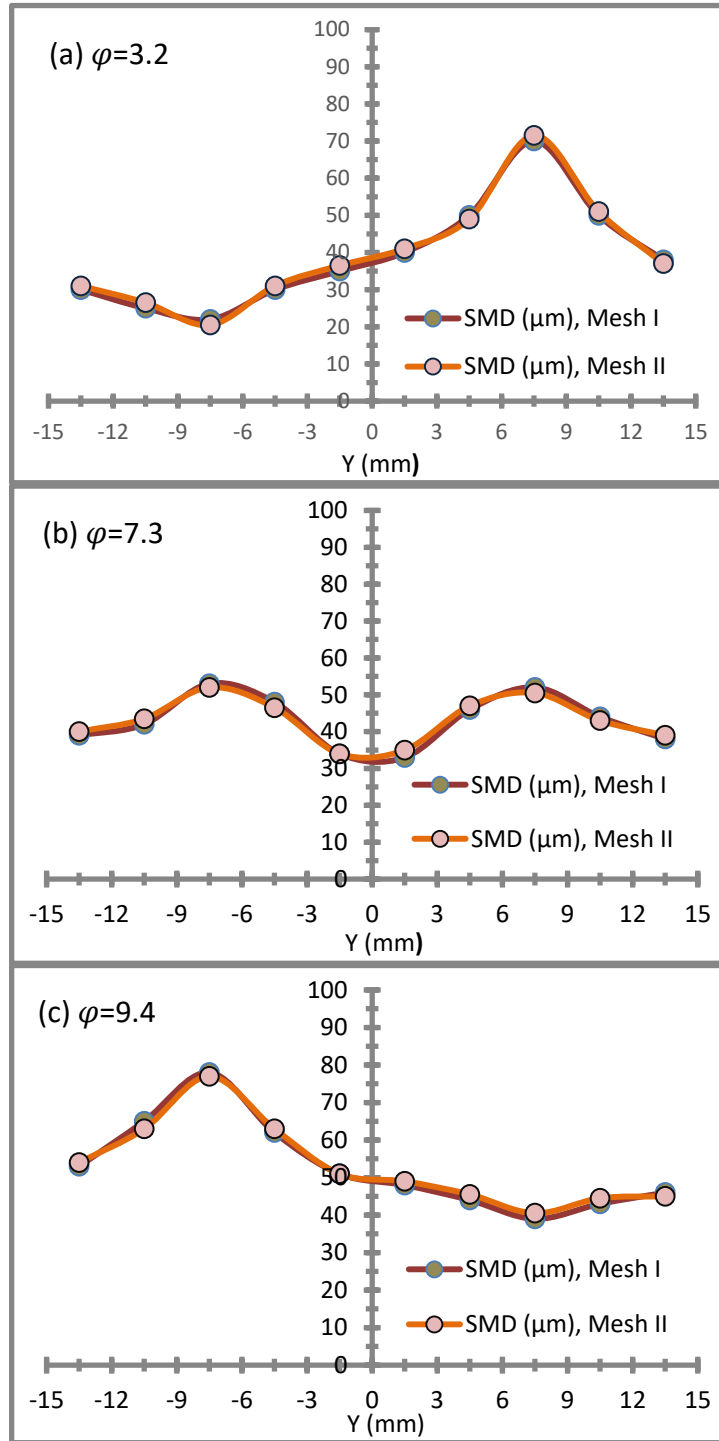 (a) 𝜑=3.2
100
90
80
70
60
50
40
30
20
10
0
SMD (µm), Mesh I
SMD (µm), Mesh II
-15 -12 -9 -6 -3 0 3 6 9 12 15
Y (mm)
(b) 𝜑=7.3
100
90
80
70
60
50
40
30
20
10
0
SMD (µm), Mesh I
SMD (µm), Mesh II
-15 -12 -9 -6 -3 0 3 6 9 12 15
Y (mm)
(c) 𝜑=9.4
100
90
80
70
60
50
40
30
20
10
0
SMD (µm), Mesh I
SMD (µm), Mesh II
-15 -12 -9 -6 -3 0 3 6 9 12 15
Y (mm)